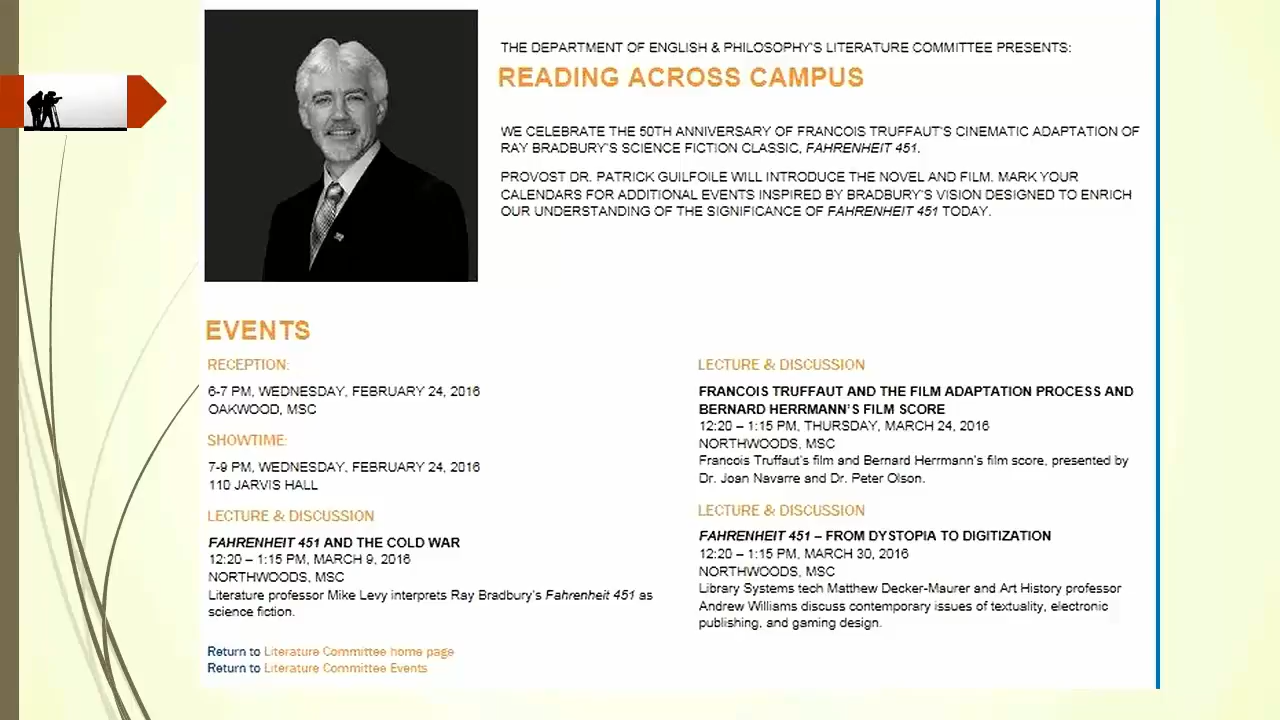 THE DEPARTMENT OF ENGLISH & PHILOSOPHY'S LITERATURE COMMITTEE PRESENTS:
READING ACROSS CAMPUS
WE CELEBRATE THE 50TH ANNIVERSARY OF FRANCOIS TRUFFAUT'S CINEMATIC ADAPTATION OF
RAY BRADBURY'S SCIENCE FICTION CLASSIC, FAHRENHEIT 451.
PROVOST DR. PATRICK GUILFOILE WILL INTRODUCE THE NOVEL AND FILM. MARK YOUR
CALENDARS FOR ADDITIONAL EVENTS INSPIRED BY BRADBURY'S VISION DESIGNED TO ENRICH
OUR UNDERSTANDING OF THE SIGNIFICANCE OF FAHRENHEIT 451 TODAY.
EVENTS
RECEPTION:
6-7 PM, WEDNESDAY, FEBRUARY 24, 2016
OAKWOOD, MSC
SHOWTIME:
7-9 PM, WEDNESDAY, FEBRUARY 24, 2016
110 JARVIS HALL
LECTURE & DISCUSSION
FAHRENHEIT 451 AND THE COLD WAR
12:20 – 1:15 PM, MARCH 9, 2016
NORTHWOODS, MSC
Literature professor Mike Levy interprets Ray Bradbury's Fahrenheit 451 as
science fiction.
Return to Literature Committee home page
Return to Literature Committee Events
LECTURE & DISCUSSION
FRANCOIS TRUFFAUT AND THE FILM ADAPTATION PROCESS AND
BERNARD HERRMANN'S FILM SCORE
12:20 – 1:15 PM, THURSDAY, MARCH 24, 2016
NORTHWOODS, MSC
Francois Truffaut's film and Bernard Herrmann's film score, presented by
Dr. Joan Navarre and Dr. Peter Olson.
LECTURE & DISCUSSION
FAHRENHEIT 451 – FROM DYSTOPIA TO DIGITIZATION
12:20 – 1:15 PM, MARCH 30, 2016
NORTHWOODS, MSC
Library Systems tech Matthew Decker-Maurer and Art History professor
Andrew Williams discuss contemporary issues of textuality, electronic
publishing, and gaming design.